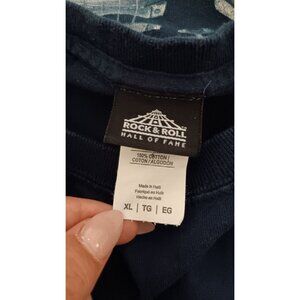 ROCK & ROLL
HALL OF FAME
100% COTTON /
COTON / ALGODÓN
Made in Haiti
Fabriqué en Haïti
Hecho en Haití
XL | TG | EG